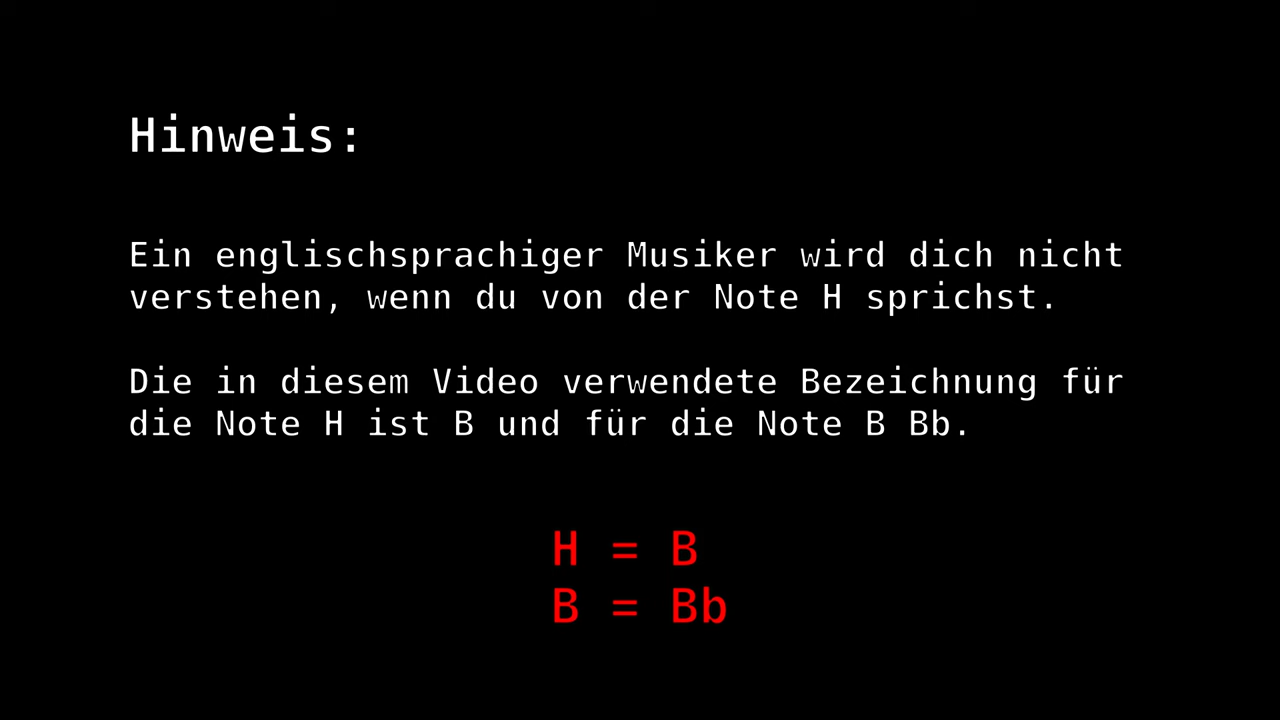 Hinweis:
Ein englischsprachiger Musiker wird dich nicht
verstehen, wenn du von der Note H sprichst.
Die in diesem Video verwendete Bezeichnung für
die Note H ist B und für die Note B Bb.
H = B
B = Bb